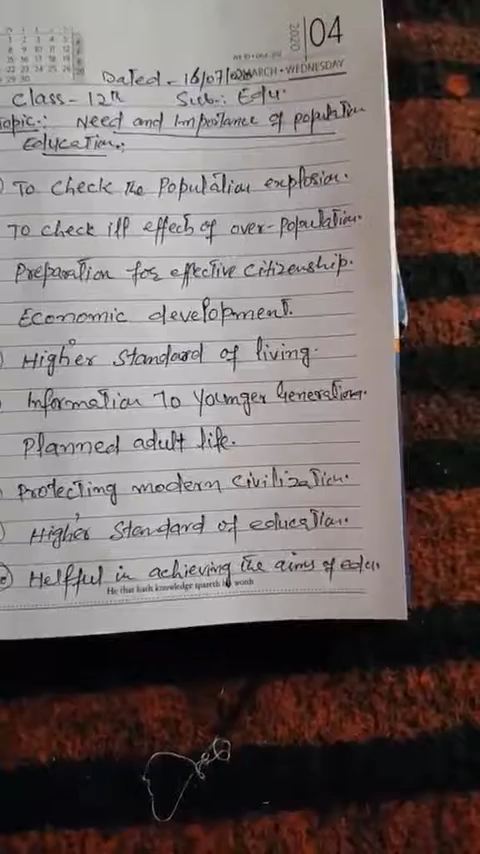 2020
04
MARCH • WEDNESDAY
Dated - 16/07/
Class - 12th Sub.: Edu.
Topic: Need and Importance of population
Education:
To check the Population explosion.
To check ill effect of over-population.
Preparation for effective citizenship.
Economic development.
Higher Standard of living.
Information To Younger Generation.
Planned adult life.
Protecting modern civilization.
Higher Standard of education.
Helpful in achieving the aims of edu
He that hath knowledge spareth his words